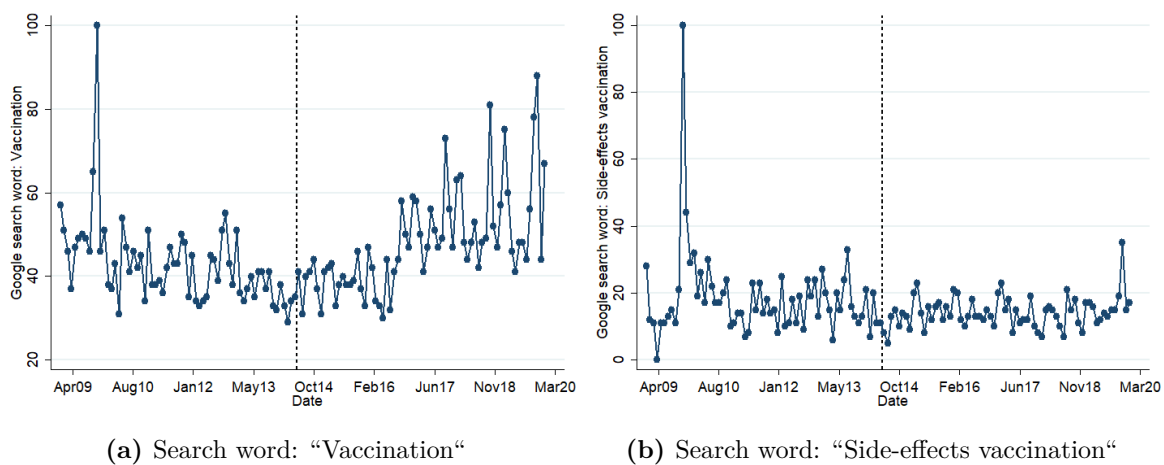 Google search word: Vaccination
100
80
60
40
20
Apr09 Aug10 Jan12 May13 Oct14 Feb16 Jun17 Nov18 Mar20
Date
(a) Search word: “Vaccination“
Google search word: Side-effects vaccination
100
80
60
40
20
0
Apr09 Aug10 Jan12 May13 Oct14 Feb16 Jun17 Nov18 Mar20
Date
(b) Search word: “Side-effects vaccination“